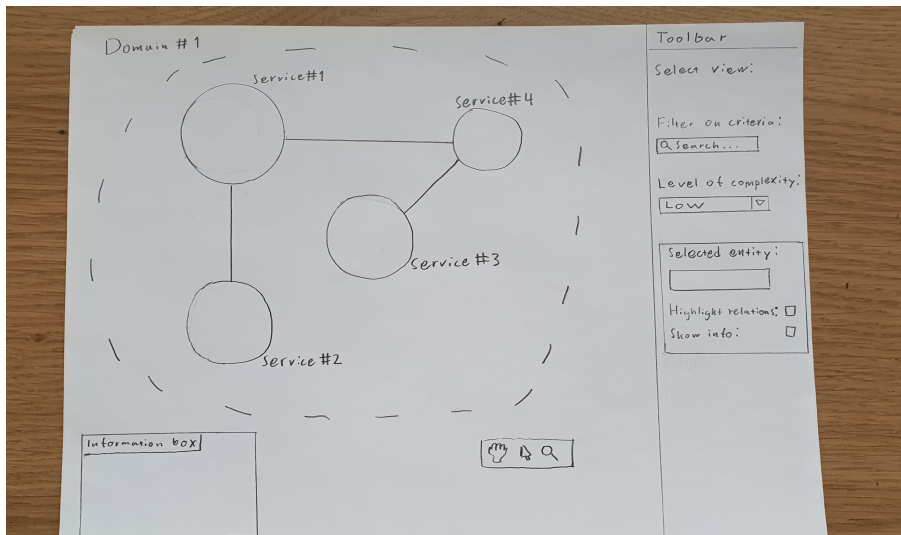 Domain #1
Service#1
Service#4
Service #3
Service #2
Information box
Toolbar
Select view:
Filter on criteria:
Search...
Level of complexity:
Low
Selected entity:
Highlight relations:
Show info: